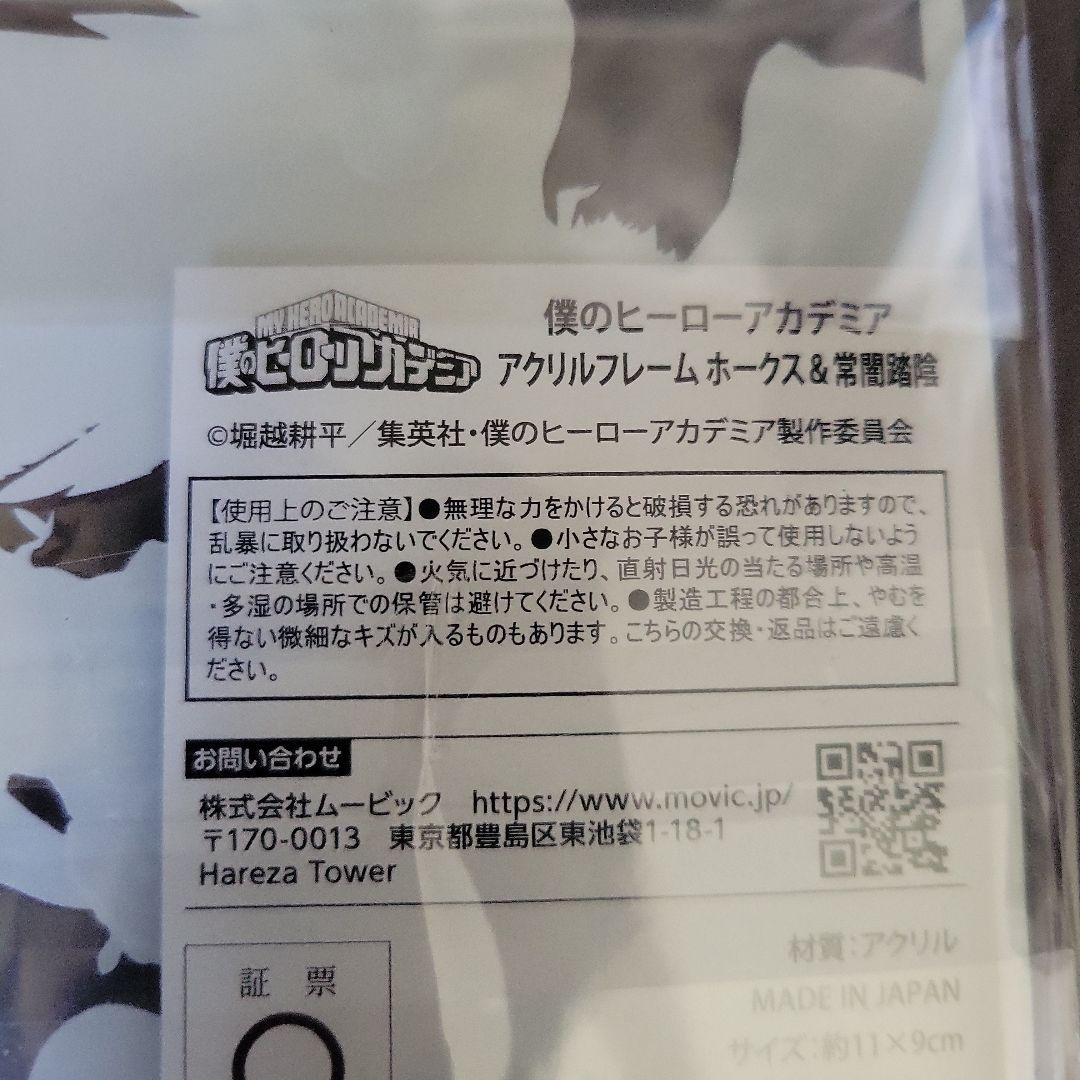 MY HERO ACADEMIA
僕のヒーローアカデミア
僕のヒーローアカデミア
アクリルフレーム ホークス&常闇踏陰
©堀越耕平／集英社・僕のヒーローアカデミア製作委員会
【使用上のご注意】●無理な力をかけると破損する恐れがありますので、
乱暴に取り扱わないでください。●小さなお子様が誤って使用しないよう
にご注意ください。●火気に近づけたり、直射日光の当たる場所や高温
・多湿の場所での保管は避けてください。●製造工程の都合上、やむを
得ない微細なキズが入るものもあります。こちらの交換・返品はご遠慮く
ださい。
お問い合わせ
株式会社ムービック https://www.movic.jp/
〒170-0013 東京都豊島区東池袋1-18-1
Hareza Tower
証 票
材質：アクリル
MADE IN JAPAN
サイズ：約11×9cm